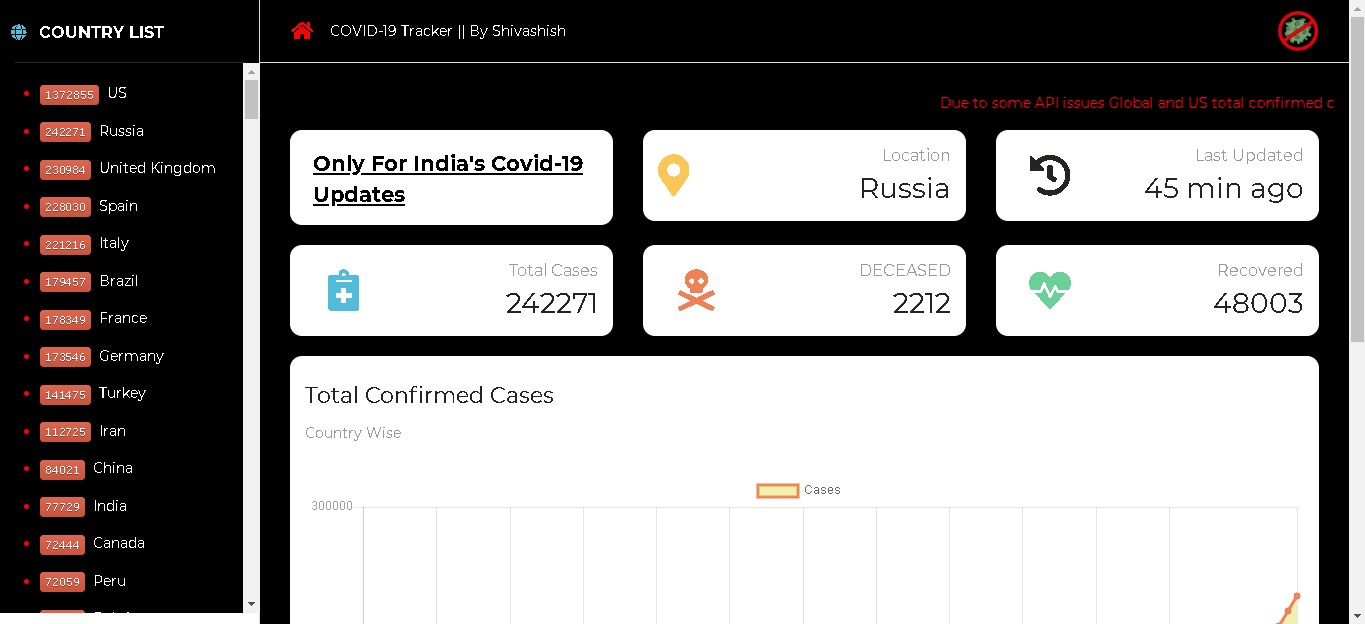 COUNTRY LIST
1372855 US
242271 Russia
230984 United Kingdom
228030 Spain
221216 Italy
179457 Brazil
178349 France
173546 Germany
141475 Turkey
112725 Iran
84021 China
77729 India
72444 Canada
72059 Peru
COVID-19 Tracker || By Shivashish
Due to some API issues Global and US total confirmed c
Only For India's Covid-19
Updates
Location
Russia
Last Updated
45 min ago
Total Cases
242271
DECEASED
2212
Recovered
48003
Total Confirmed Cases
Country Wise
Cases
300000